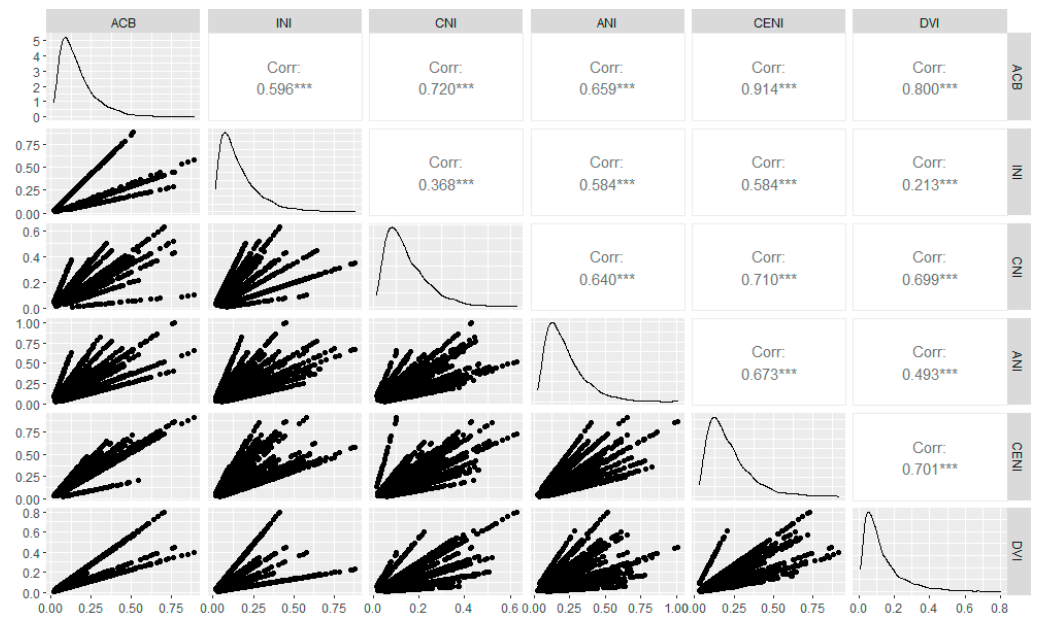 ACB INI CNI ANI CENI DVI
5
4
3
2
1
0
Corr:
0.596***
Corr:
0.720***
Corr:
0.659***
Corr:
0.914***
Corr:
0.800***
ACB
0.75
0.50
0.25
0.00
Corr:
0.368***
Corr:
0.584***
Corr:
0.584***
Corr:
0.213***
INI
0.6
0.4
0.2
0.0
Corr:
0.640***
Corr:
0.710***
Corr:
0.699***
CNI
1.00
0.75
0.50
0.25
0.00
Corr:
0.673***
Corr:
0.493***
ANI
0.75
0.50
0.25
0.00
Corr:
0.701***
CENI
0.8
0.6
0.4
0.2
0.0
DVI
0.00 0.25 0.50 0.75 0.00 0.25 0.50 0.75 0.0 0.2 0.4 0.6 0.00 0.25 0.50 0.75 1.00 0.00 0.25 0.50 0.75 0.0 0.2 0.4 0.6 0.8